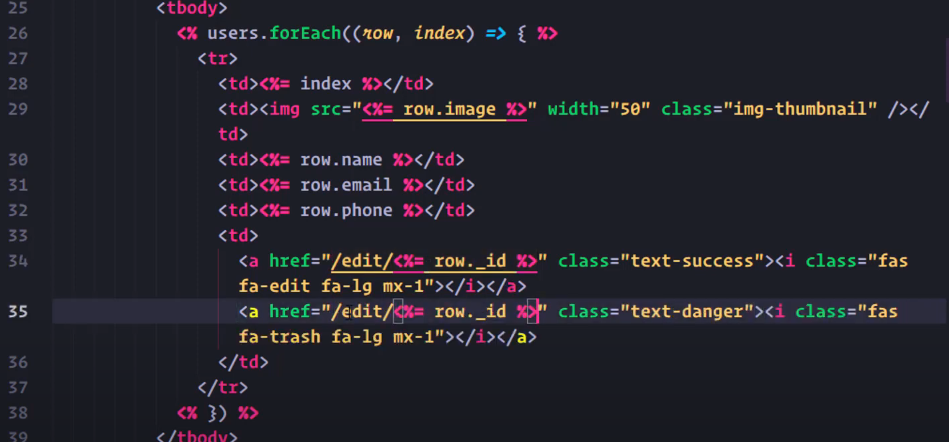 25 <tbody>
26 <% users.forEach((row, index) => { %>
27 <tr>
28 <td><%= index %></td>
29 <td><img src="<%= row.image %>" width="50" class="img-thumbnail" /></
td>
30 <td><%= row.name %></td>
31 <td><%= row.email %></td>
32 <td><%= row.phone %></td>
33 <td>
34 <a href="/edit/<%= row._id %>" class="text-success"><i class="fas
fa-edit fa-lg mx-1"></i></a>
35 <a href="/edit/<%= row._id %>" class="text-danger"><i class="fas
fa-trash fa-lg mx-1"></i></a>
36 </td>
37 </tr>
38 <% }) %>
39 </tbody>